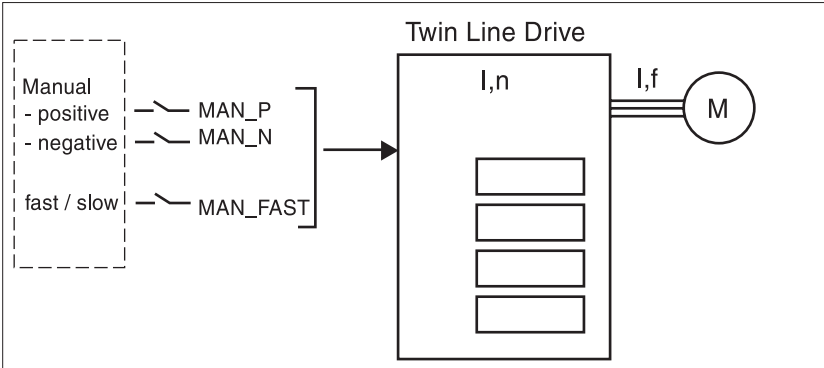 Twin Line Drive
Manual
- positive
- negative
fast / slow
MAN_P
MAN_N
MAN_FAST
I,n
I,f
M